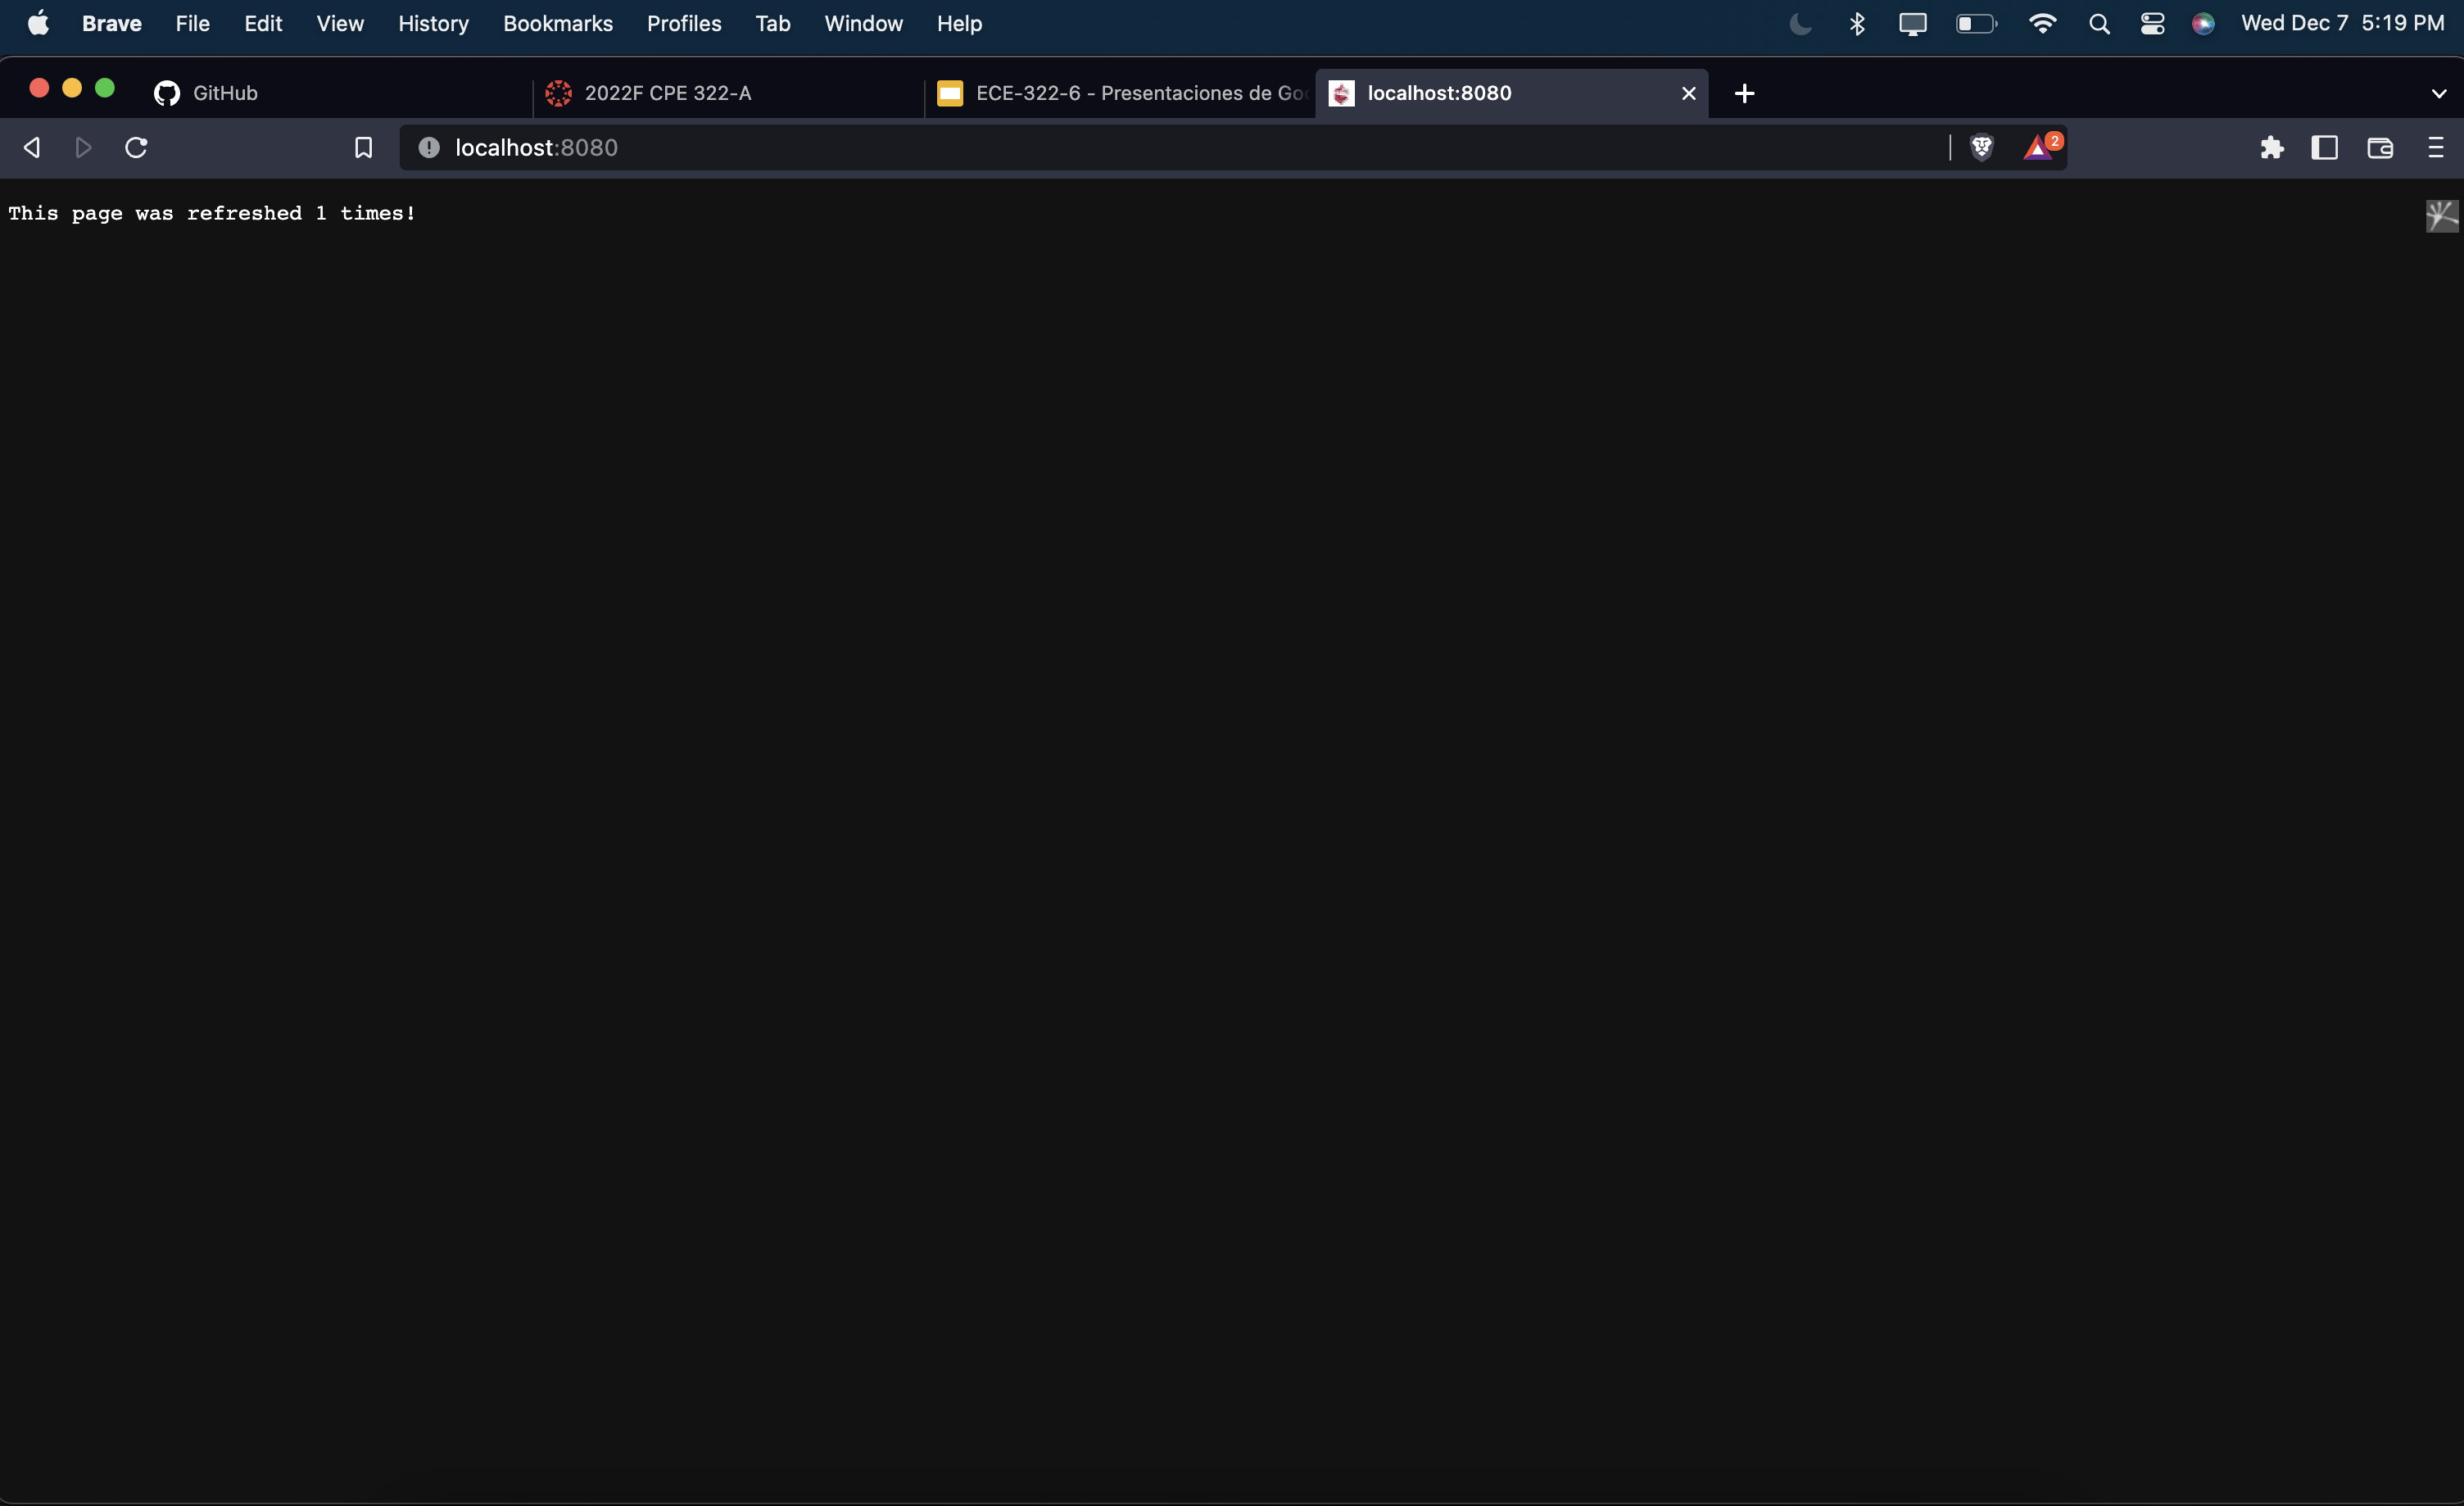 Brave File Edit View History Bookmarks Profiles Tab Window Help Wed Dec 7 5:19 PM
GitHub 2022F CPE 322-A ECE-322-6 - Presentaciones de Goo localhost:8080
localhost:8080 2
This page was refreshed 1 times!